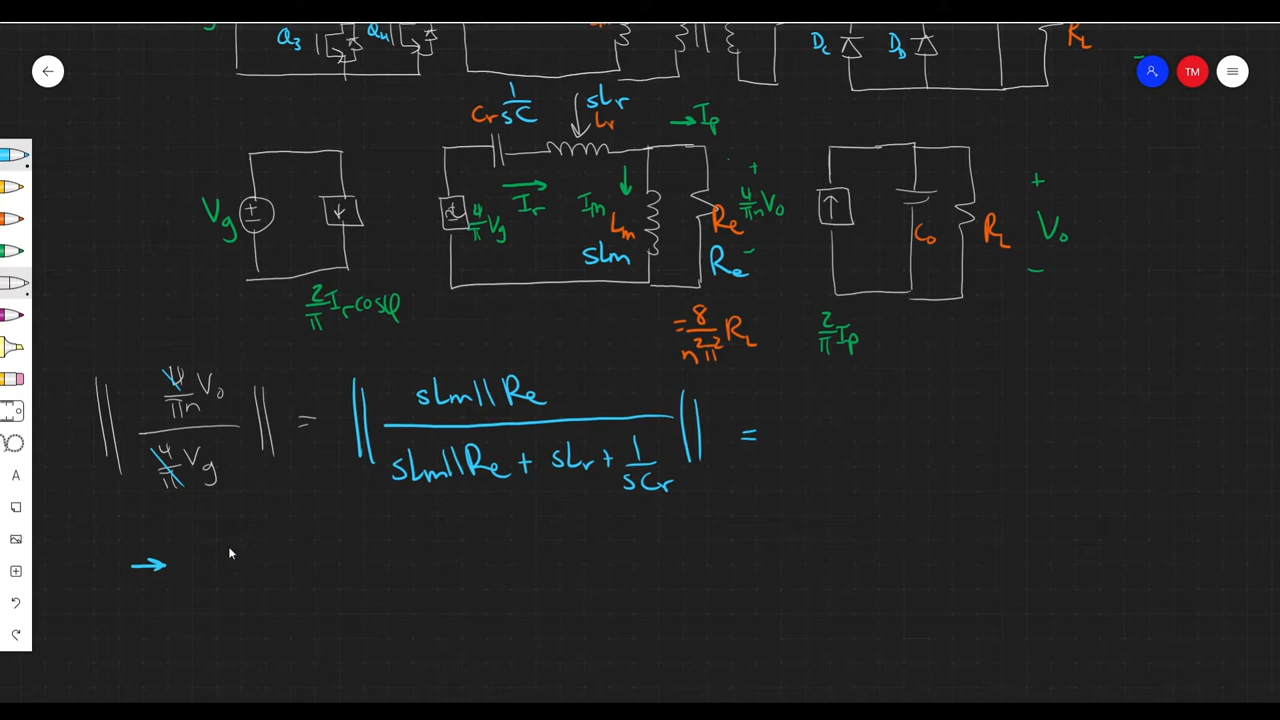 Q3 Q4 Dc DD RL
Cr 1/sC sLr
Lr → Ip
Vg + − 4/π Vg Ir Im Lm Re + 4/πn Vo Co RL + Vo
sLm Re − −
2/π Ir cosφ = 8/n²π² RL 2/π Ip
|| (4/πn Vo) / (4/π Vg) || = || (sLm||Re) / (sLm||Re + sLr + 1/sCr) || =
→
TM
A